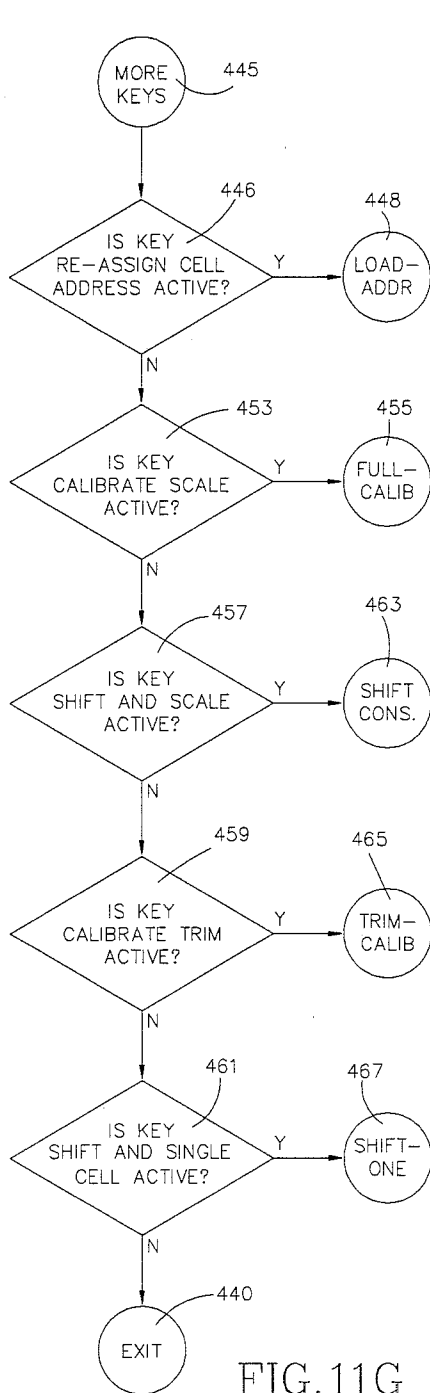 MORE
KEYS
445
446
IS KEY
RE-ASSIGN CELL
ADDRESS ACTIVE?
Y
448
LOAD-
ADDR
N
453
IS KEY
CALIBRATE SCALE
ACTIVE?
Y
455
FULL-
CALIB
N
457
IS KEY
SHIFT AND SCALE
ACTIVE?
Y
463
SHIFT
CONS.
N
459
IS KEY
CALIBRATE TRIM
ACTIVE?
Y
465
TRIM-
CALIB
N
461
IS KEY
SHIFT AND SINGLE
CELL ACTIVE?
Y
467
SHIFT-
ONE
N
440
EXIT
FIG. 11G